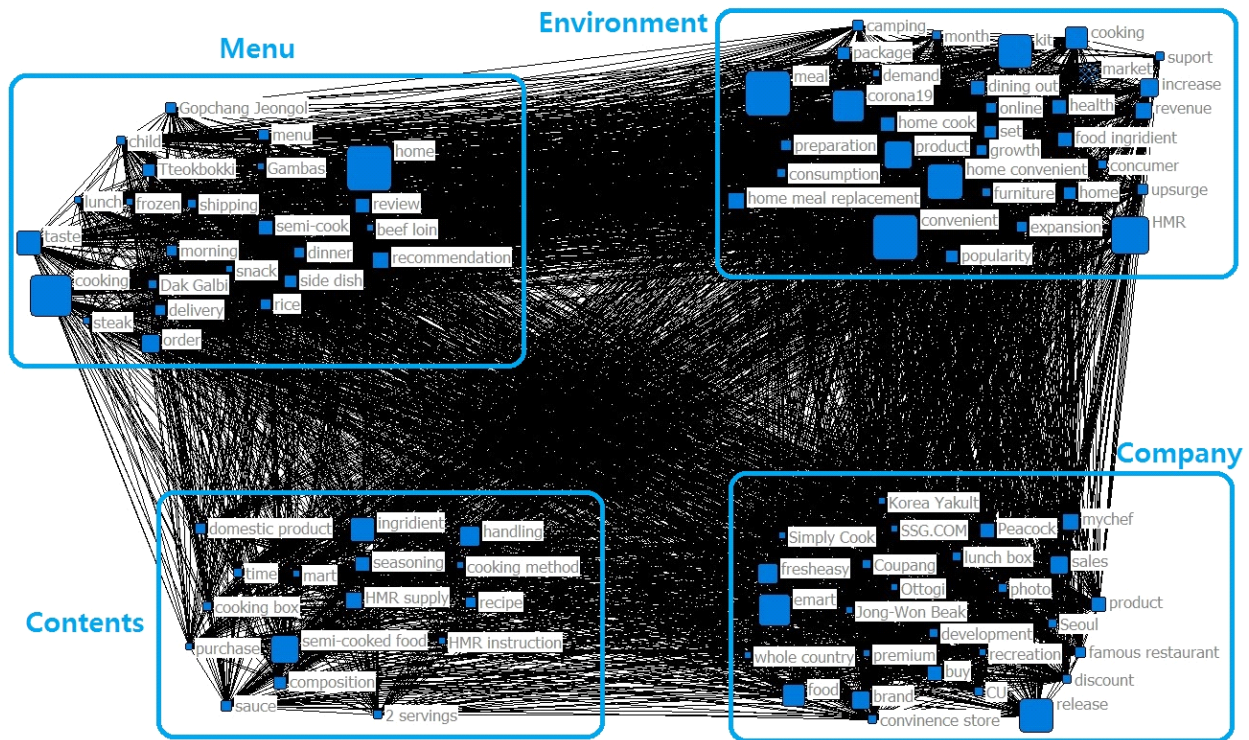 Menu
Gopchang Jeongol
child
menu
Tteokbokki
Gambas
home
lunch
frozen
shipping
review
taste
semi-cook
beef loin
morning
dinner
recommendation
cooking
snack
Dak Galbi
side dish
steak
delivery
rice
order
Environment
camping
month
kit
cooking
package
suport
meal
demand
market
corona19
dining out
increase
online
health
revenue
home cook
set
food ingridient
preparation
product
growth
concumer
consumption
home convenient
furniture
home
upsurge
home meal replacement
convenient
expansion
HMR
popularity
Contents
domestic product
ingridient
handling
time
mart
seasoning
cooking method
cooking box
HMR supply
recipe
purchase
semi-cooked food
HMR instruction
composition
sauce
2 servings
Company
Korea Yakult
Simply Cook
SSG.COM
Peacock
mychef
fresheasy
Coupang
lunch box
sales
emart
Ottogi
photo
product
Jong-Won Beak
Seoul
development
whole country
premium
recreation
famous restaurant
food
brand
buy
CU
discount
convinence store
release